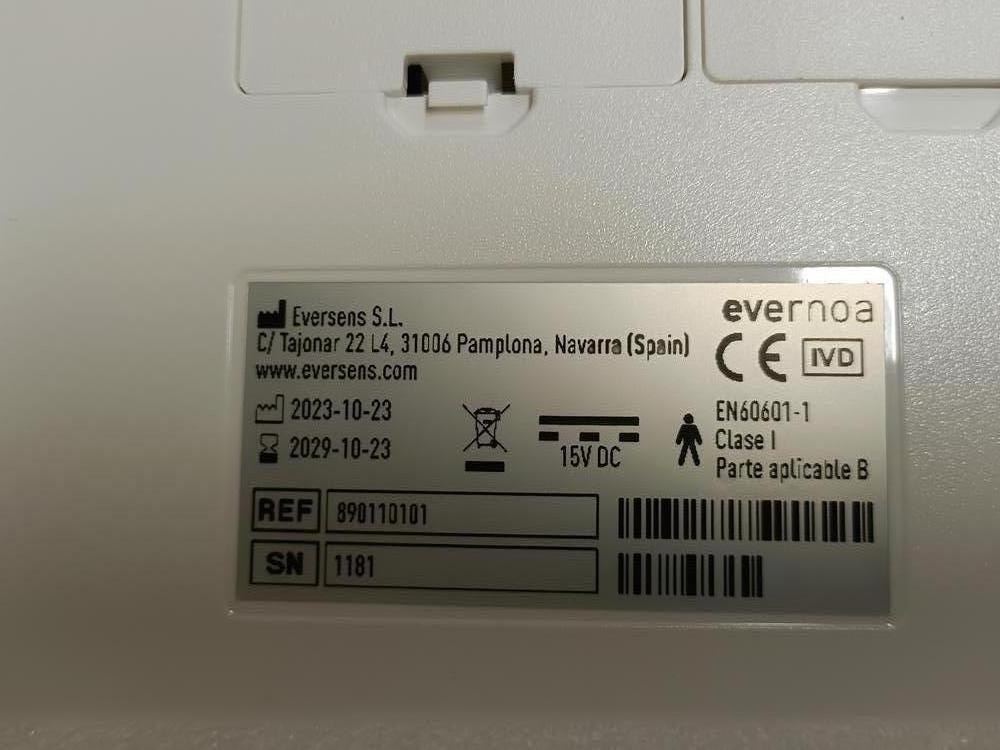 Eversens S.L.
C/ Tajonar 22 L4, 31006 Pamplona, Navarra (Spain)
www.eversens.com
evernoa
CE IVD
2023-10-23
2029-10-23
15V DC
EN60601-1
Clase I
Parte aplicable B
REF 890110101
SN 1181